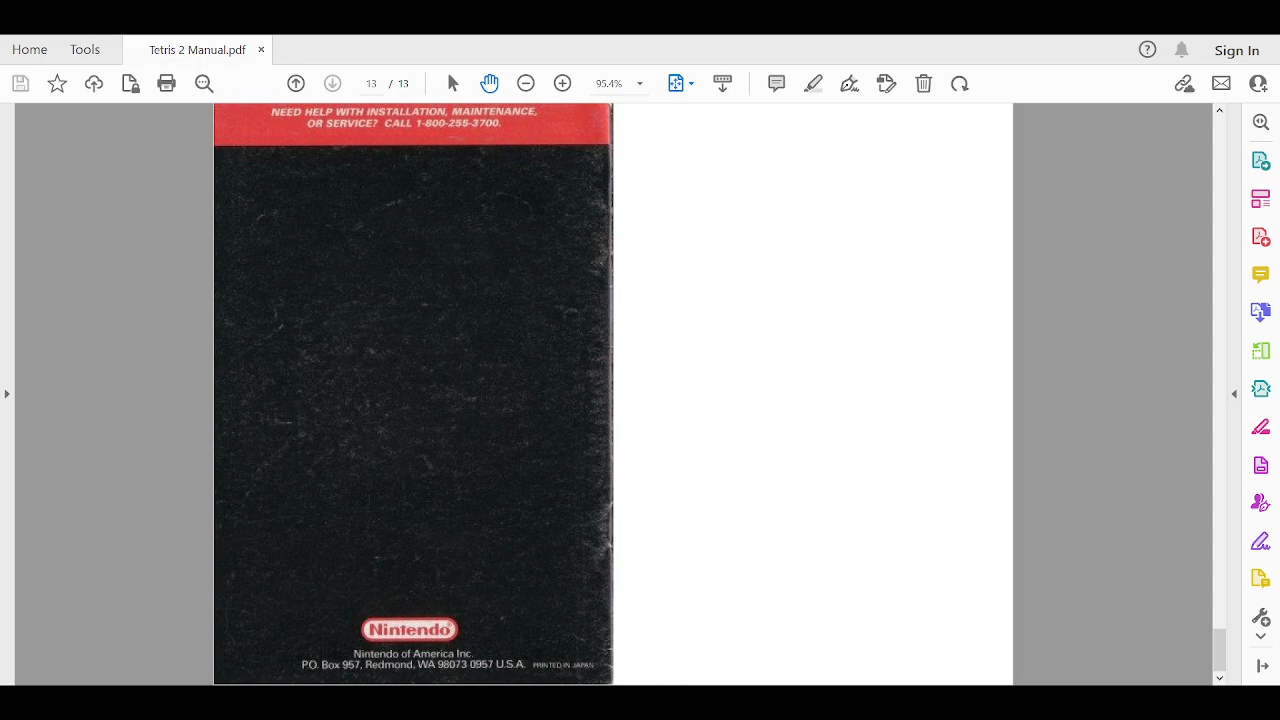 Home Tools Tetris 2 Manual.pdf × Sign In
13 / 13 95.4%
NEED HELP WITH INSTALLATION, MAINTENANCE,
OR SERVICE? CALL 1-800-255-3700.
Nintendo®
Nintendo of America Inc.
P.O. Box 957, Redmond, WA 98073-0957 U.S.A. PRINTED IN JAPAN